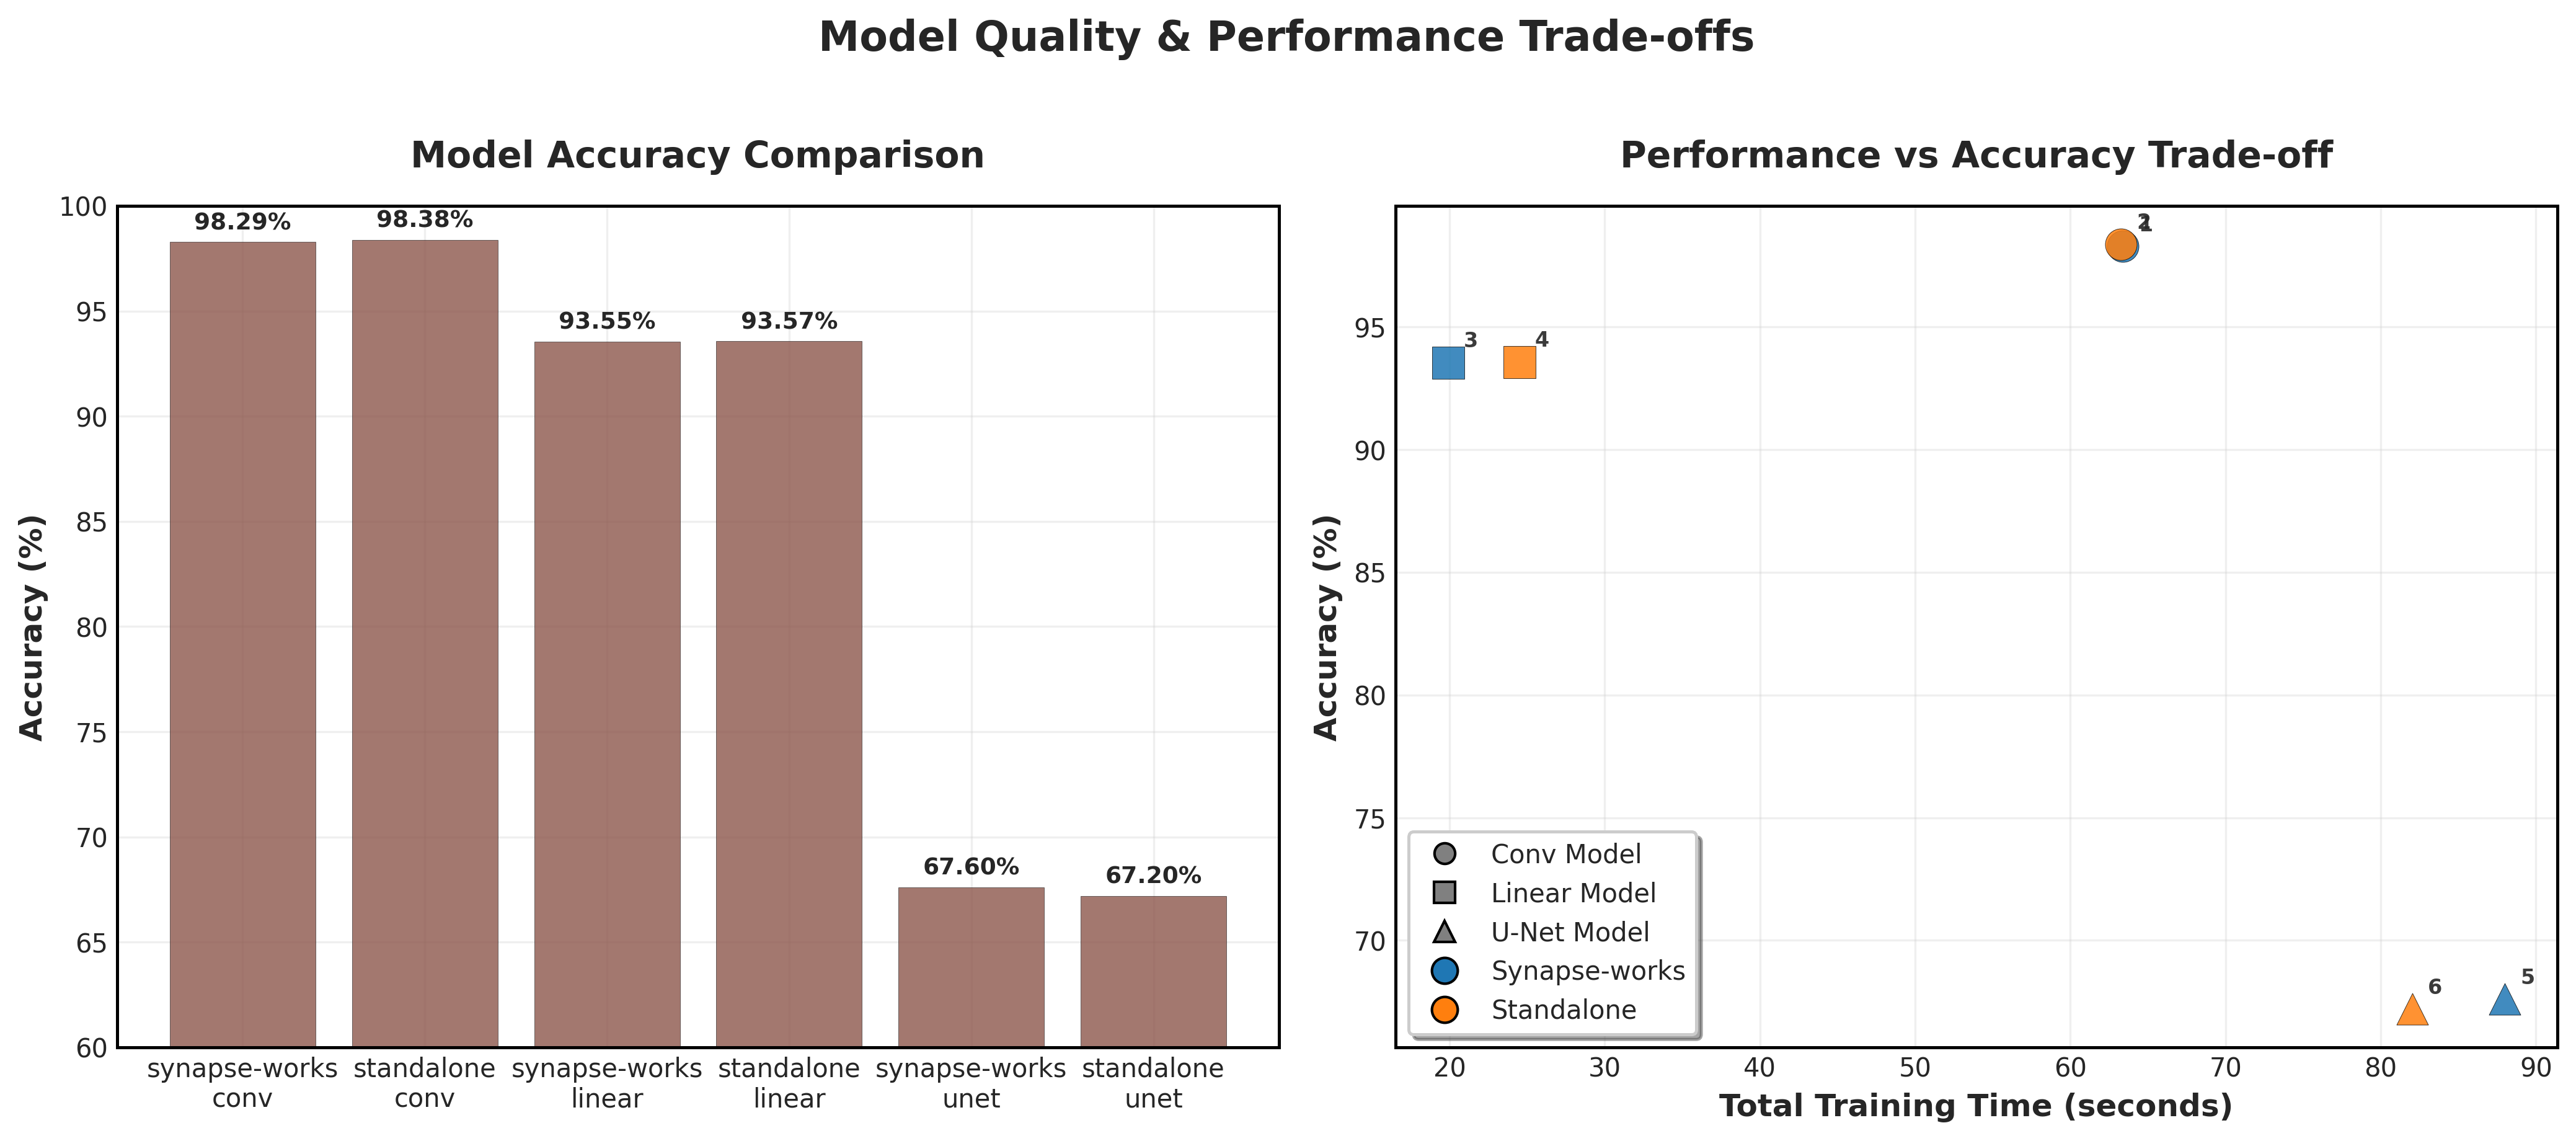 Model Quality & Performance Trade-offs
Model Accuracy Comparison
Accuracy (%)
100
95
90
85
80
75
70
65
60
98.29%
98.38%
93.55%
93.57%
67.60%
67.20%
synapse-works
conv
standalone
conv
synapse-works
linear
standalone
linear
synapse-works
unet
standalone
unet
Performance vs Accuracy Trade-off
Accuracy (%)
95
90
85
80
75
70
2
1
3
4
5
6
Conv Model
Linear Model
U-Net Model
Synapse-works
Standalone
20 30 40 50 60 70 80 90
Total Training Time (seconds)